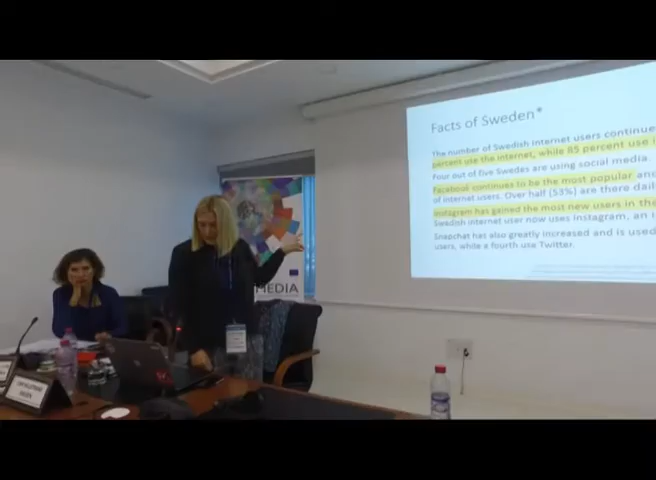 Facts of Sweden*
The number of Swedish internet users continue
percent use the internet, while 85 percent use i
Four out of five Swedes are using social media.
Facebook continues to be the most popular and
of internet users. Over half (53%) are there dail
Instagram has gained the most new users in the
Swedish internet user now uses Instagram, an i
Snapchat has also greatly increased and is used
users, while a fourth use Twitter.
MEDIA